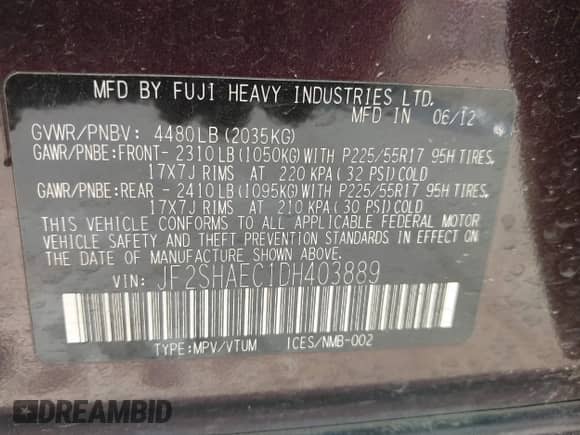 MFD BY FUJI HEAVY INDUSTRIES LTD.
MFD IN 06/12
GVWR/PNBV: 4480LB(2035KG)
GAWR/PNBE:FRONT- 2310LB(1050KG)WITH P225/55R17 95H TIRES,
17X7J RIMS AT 220 KPA(32 PSI)COLD
GAWR/PNBE:REAR - 2410LB(1095KG)WITH P225/55R17 95H TIRES,
17X7J RIMS AT 210 KPA(30 PSI)COLD
THIS VEHICLE CONFORMS TO ALL APPLICABLE FEDERAL MOTOR
VEHICLE SAFETY AND THEFT PREVENTION STANDARDS IN EFFECT ON
THE DATE OF MANUFACTURE SHOWN ABOVE.
VIN: JF2SHAEC1DH403889
TYPE:MPV/VTUM ICES/NMB-002
DREAMBID